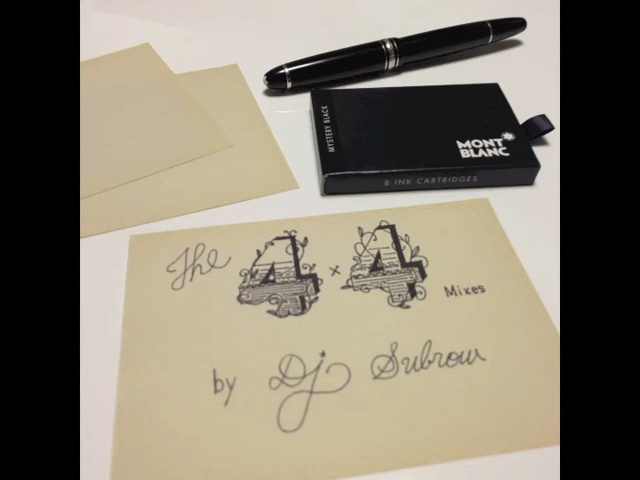 MYSTERY BLACK
MONT
BLANC
8 INK CARTRIDGES
The 4 x 4 Mixes
by Dj Subrow